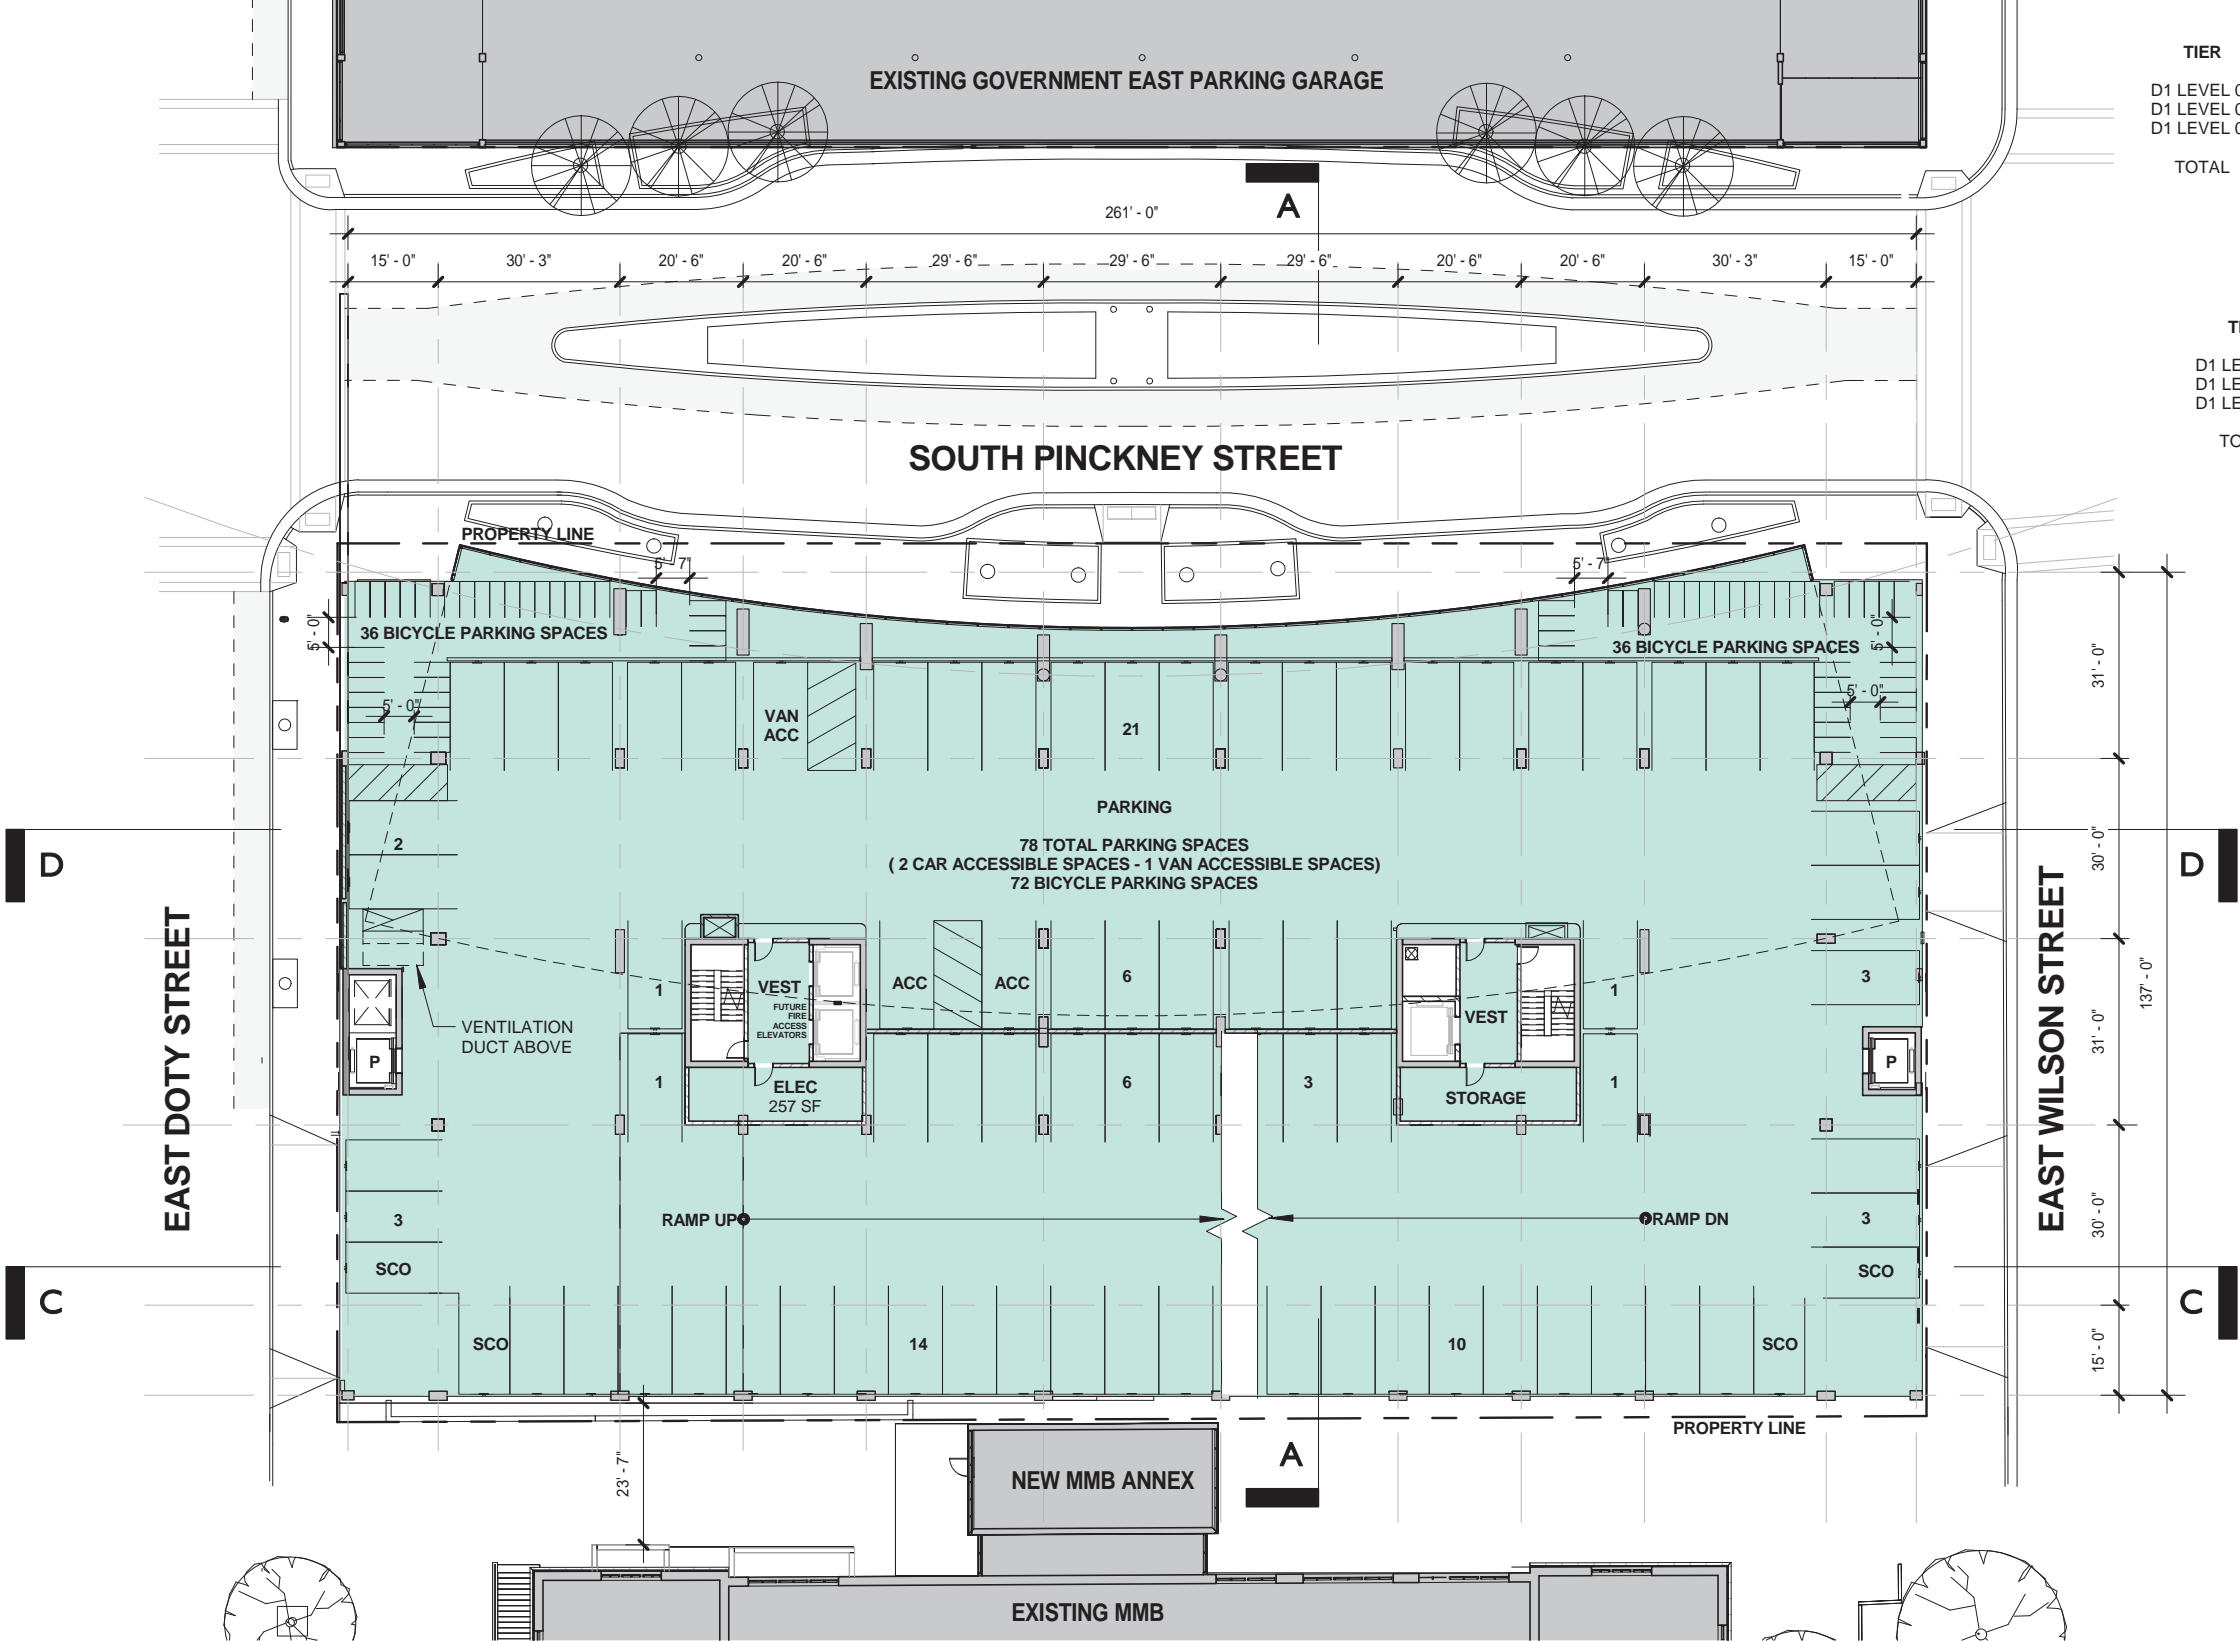 EXISTING GOVERNMENT EAST PARKING GARAGE
TIER
D1 LEVEL 0
D1 LEVEL 0
D1 LEVEL 0
TOTAL
A
261' - 0"
15' - 0"
30' - 3"
20' - 6"
20' - 6"
29' - 6"
29' - 6"
29' - 6"
20' - 6"
20' - 6"
30' - 3"
15' - 0"
D1 LE
D1 LE
D1 LE
SOUTH PINCKNEY STREET
PROPERTY LINE
5' - 7"
5' - 7"
36 BICYCLE PARKING SPACES
5' - 0"
36 BICYCLE PARKING SPACES
5' - 0"
5' - 0"
5' - 0"
31' - 0"
VAN
ACC
21
PARKING
78 TOTAL PARKING SPACES
( 2 CAR ACCESSIBLE SPACES - 1 VAN ACCESSIBLE SPACES)
72 BICYCLE PARKING SPACES
2
30' - 0"
D
D
EAST DOTY STREET
EAST WILSON STREET
137' - 0"
1
VEST
FUTURE
FIRE
ACCESS
ELEVATORS
ACC
ACC
6
VEST
1
3
VENTILATION
DUCT ABOVE
31' - 0"
P
1
ELEC
257 SF
6
3
STORAGE
1
P
3
RAMP UP
RAMP DN
3
30' - 0"
SCO
SCO
C
C
SCO
14
10
SCO
15' - 0"
PROPERTY LINE
23' - 7"
NEW MMB ANNEX
A
EXISTING MMB